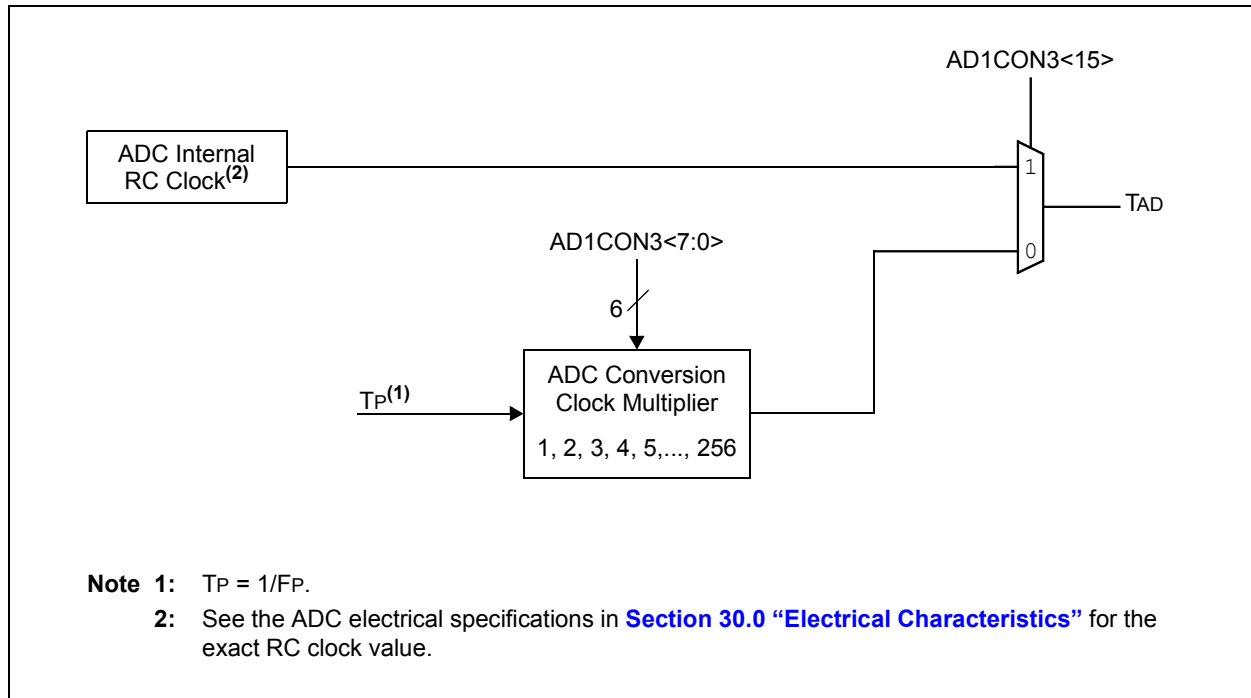 AD1CON3<15>
ADC Internal
RC Clock(2)
1
TAD
AD1CON3<7:0>
0
6
ADC Conversion
Clock Multiplier
TP(1)
1, 2, 3, 4, 5,..., 256
Note 1: TP = 1/FP.
2: See the ADC electrical specifications in Section 30.0 “Electrical Characteristics” for the
exact RC clock value.